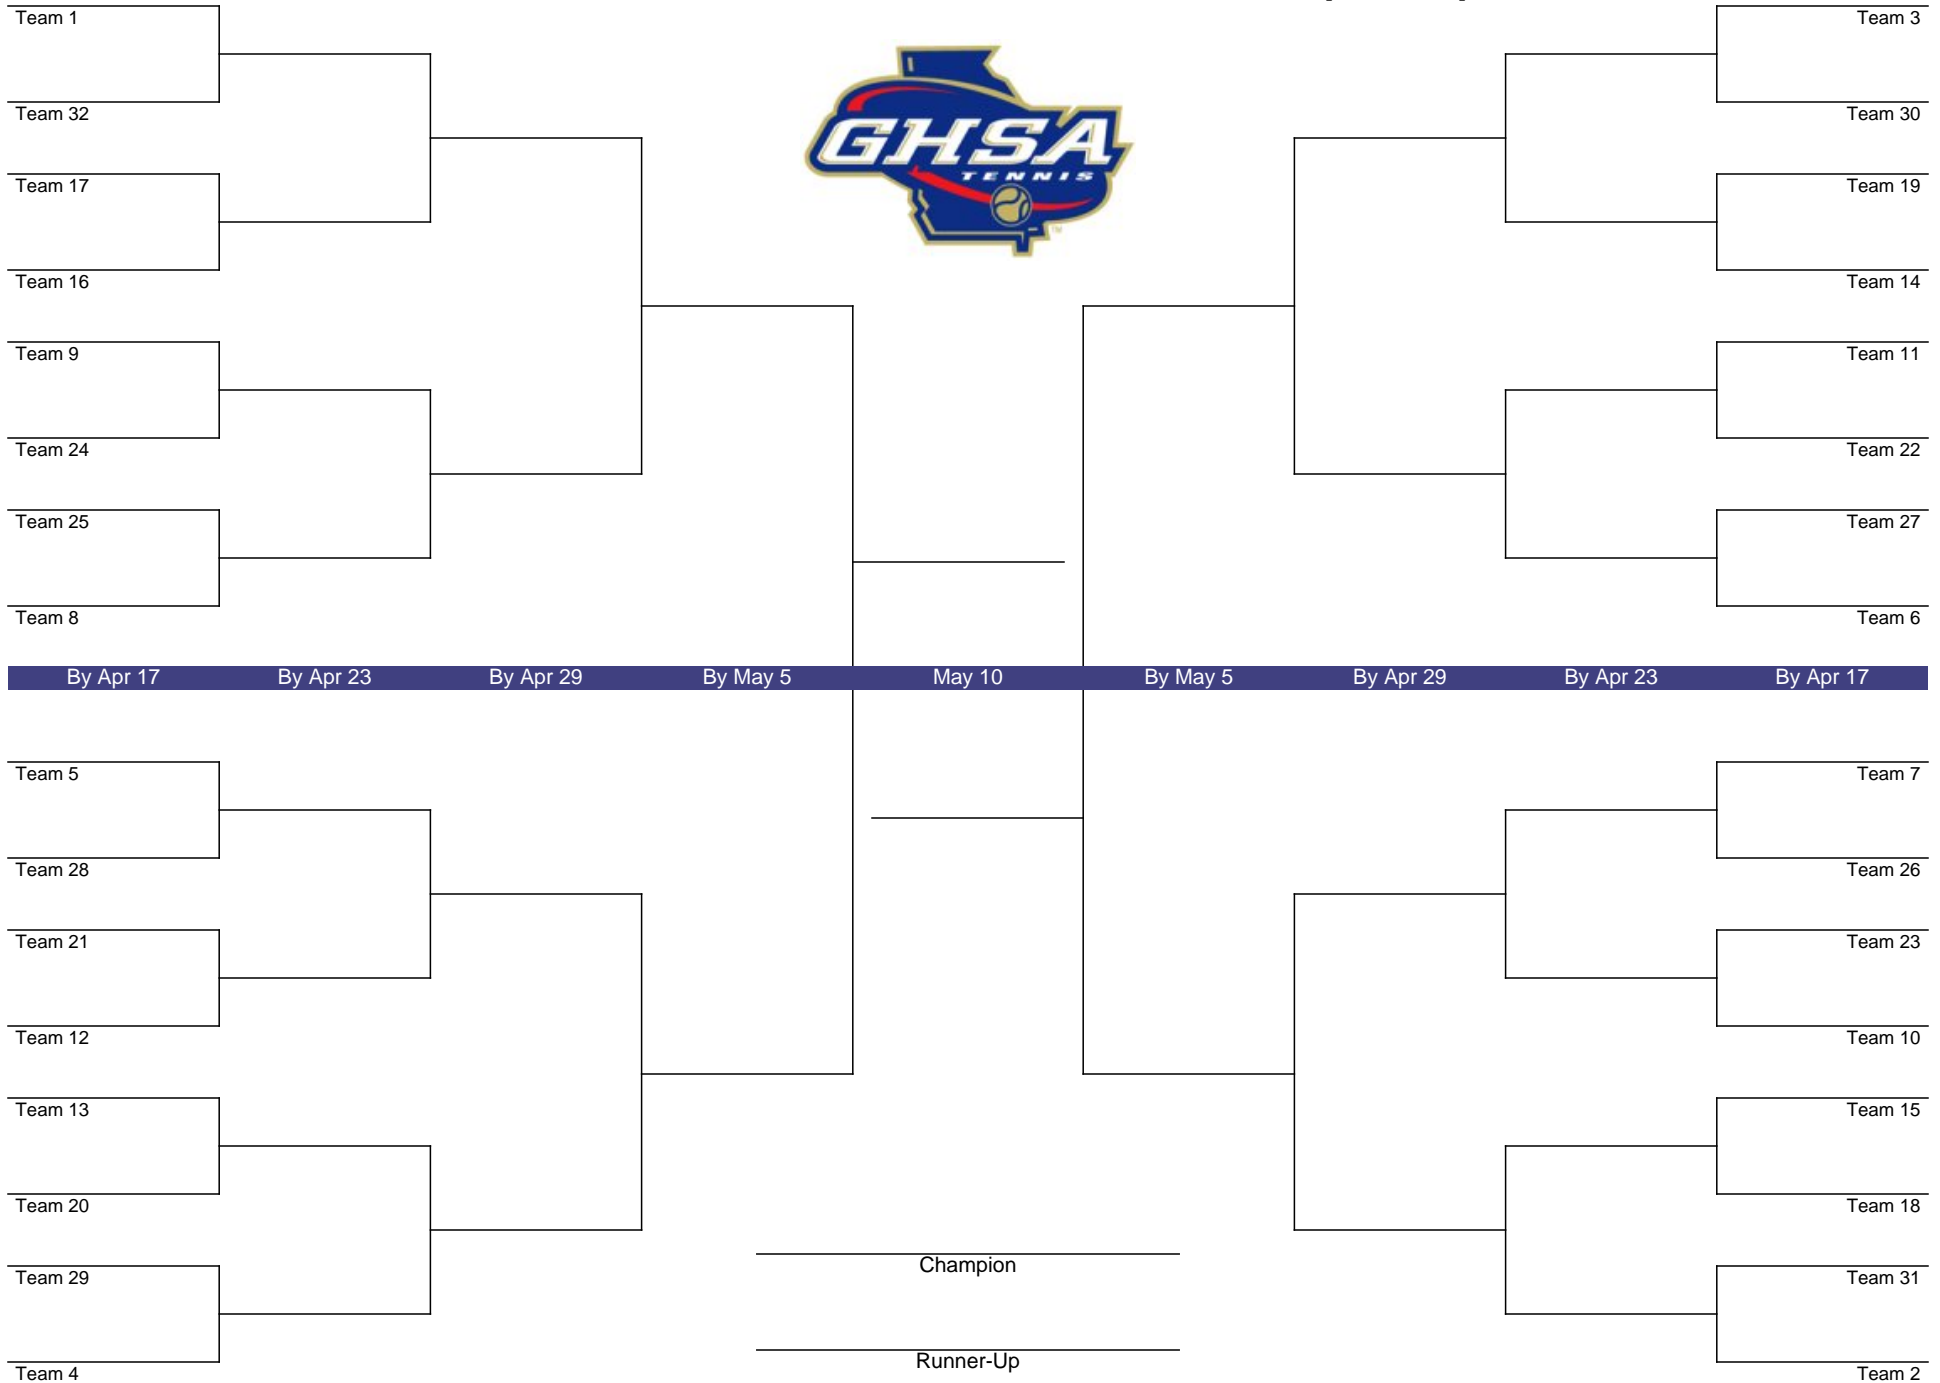 Team 1
Team 3
Team 32
Team 30
GHSA
TENNIS
TM
Team 17
Team 19
Team 16
Team 14
Team 9
Team 11
Team 24
Team 22
Team 25
Team 27
Team 8
Team 6
By Apr 17 By Apr 23 By Apr 29 By May 5 May 10 By May 5 By Apr 29 By Apr 23 By Apr 17
Team 5
Team 7
Team 28
Team 26
Team 21
Team 23
Team 12
Team 10
Team 13
Team 15
Team 20
Team 18
Champion
Team 29
Team 31
Runner-Up
Team 4
Team 2